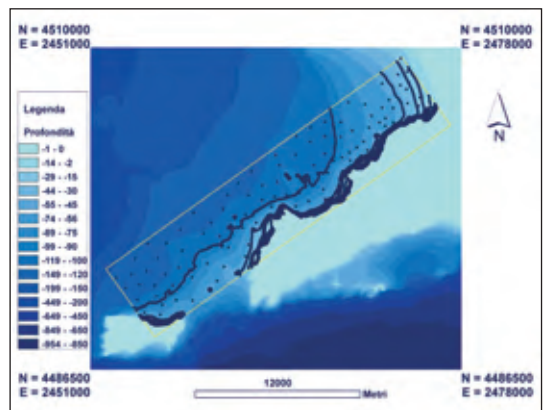 N = 4510000
E = 2451000
N = 4510000
E = 2478000
Legenda
Profondità
-1 - 0
-14 - -2
-29 - -15
-44 - -30
-55 - -45
-74 - -56
-89 - -75
-99 - -90
-119 - -100
-149 - -120
-199 - -150
-449 - -200
-649 - -450
-849 - -650
-954 - -850
N
N = 4486500
E = 2451000
12000
Metri
N = 4486500
E = 2478000